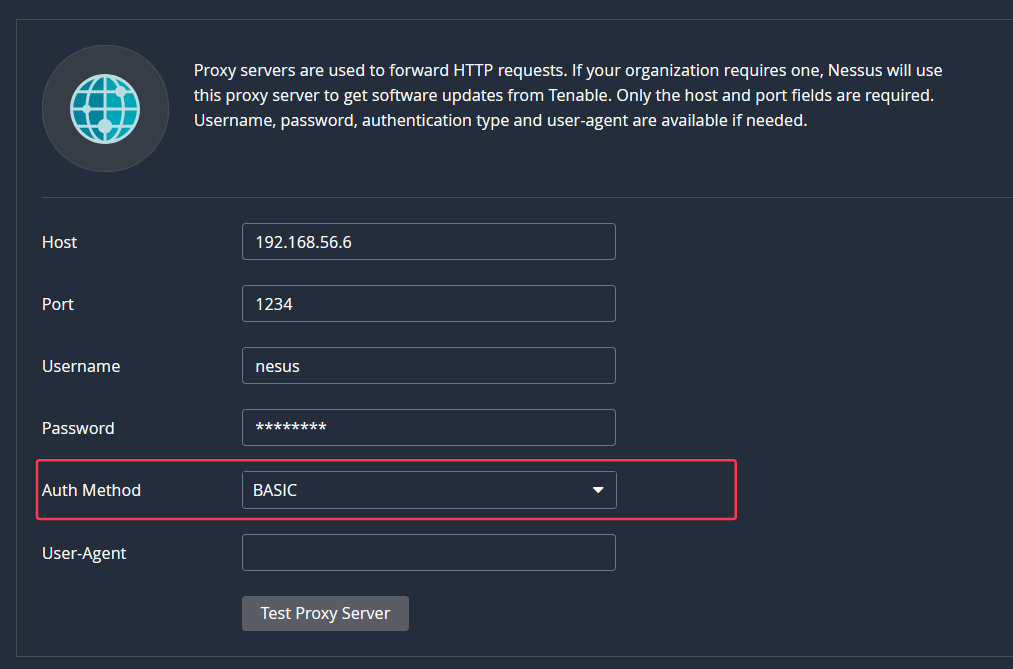 Proxy servers are used to forward HTTP requests. If your organization requires one, Nessus will use
this proxy server to get software updates from Tenable. Only the host and port fields are required.
Username, password, authentication type and user-agent are available if needed.
Host
192.168.56.6
Port
1234
Username
nesus
Password
********
Auth Method
BASIC
User-Agent
Test Proxy Server